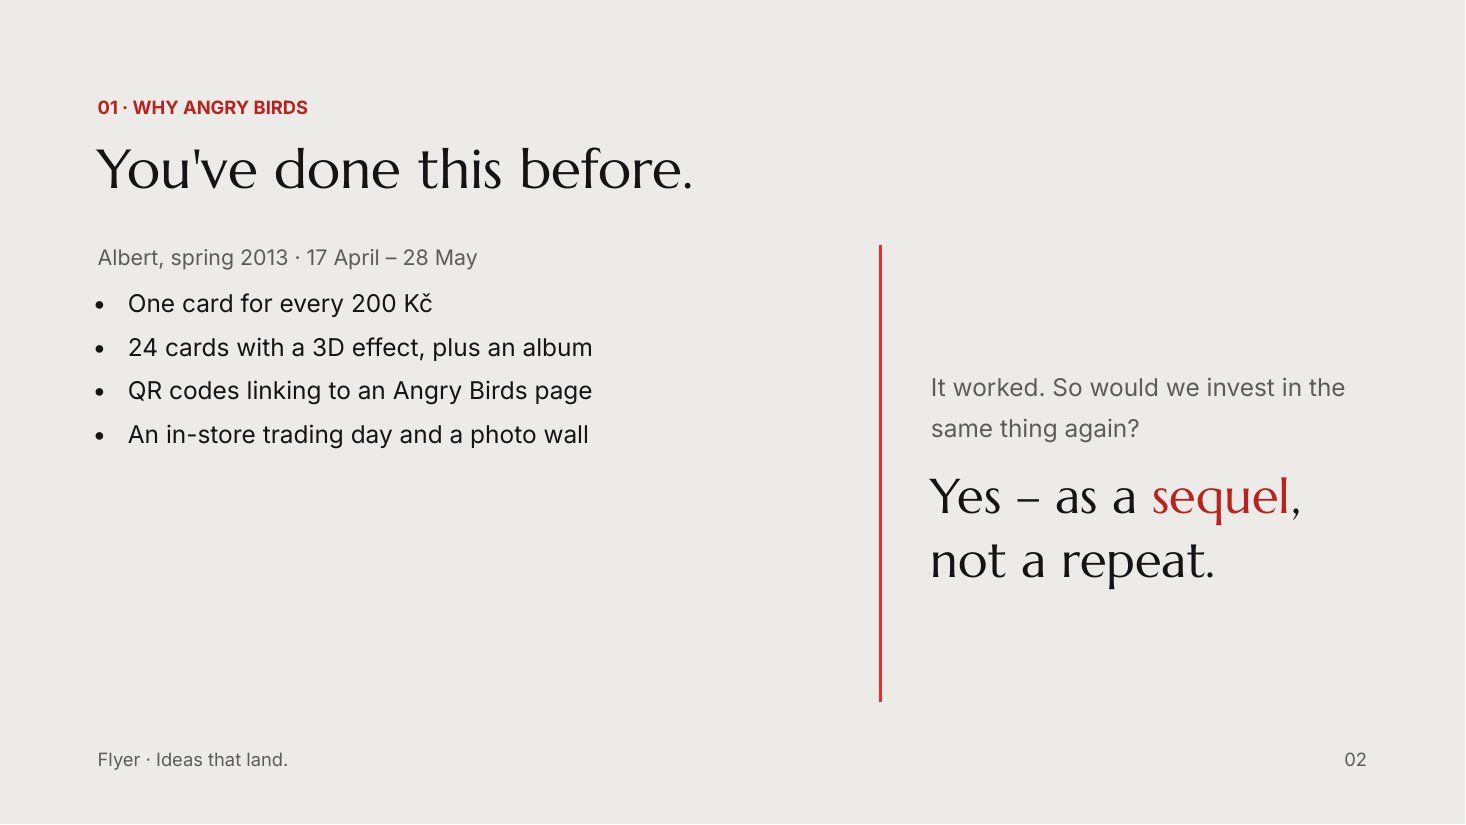 01 · WHY ANGRY BIRDS
You've done this before.
Albert, spring 2013 · 17 April – 28 May
• One card for every 200 Kč
• 24 cards with a 3D effect, plus an album
• QR codes linking to an Angry Birds page
• An in-store trading day and a photo wall
It worked. So would we invest in the
same thing again?
Yes – as a sequel,
not a repeat.
Flyer · Ideas that land.
02